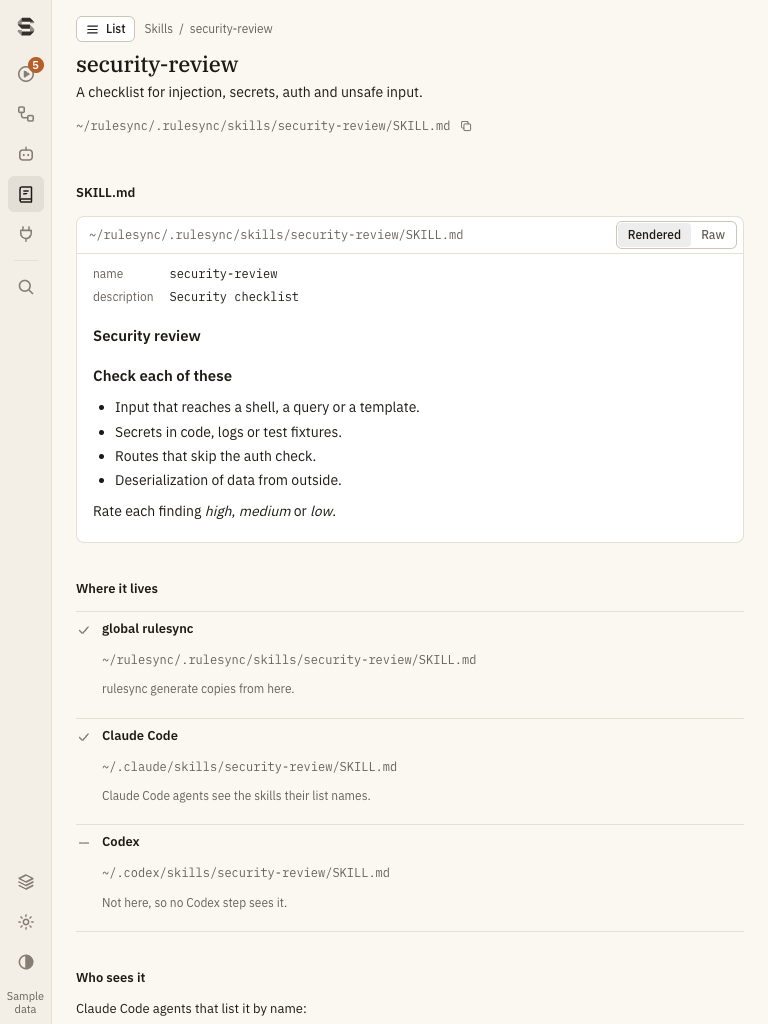 List
Skills / security-review
5
security-review
A checklist for injection, secrets, auth and unsafe input.
~/rulesync/.rulesync/skills/security-review/SKILL.md
SKILL.md
~/rulesync/.rulesync/skills/security-review/SKILL.md
Rendered Raw
name security-review
description Security checklist
Security review
Check each of these
• Input that reaches a shell, a query or a template.
• Secrets in code, logs or test fixtures.
• Routes that skip the auth check.
• Deserialization of data from outside.
Rate each finding high, medium or low.
Where it lives
global rulesync
~/rulesync/.rulesync/skills/security-review/SKILL.md
rulesync generate copies from here.
Claude Code
~/.claude/skills/security-review/SKILL.md
Claude Code agents see the skills their list names.
Codex
~/.codex/skills/security-review/SKILL.md
Not here, so no Codex step sees it.
Who sees it
Claude Code agents that list it by name:
Sample
data